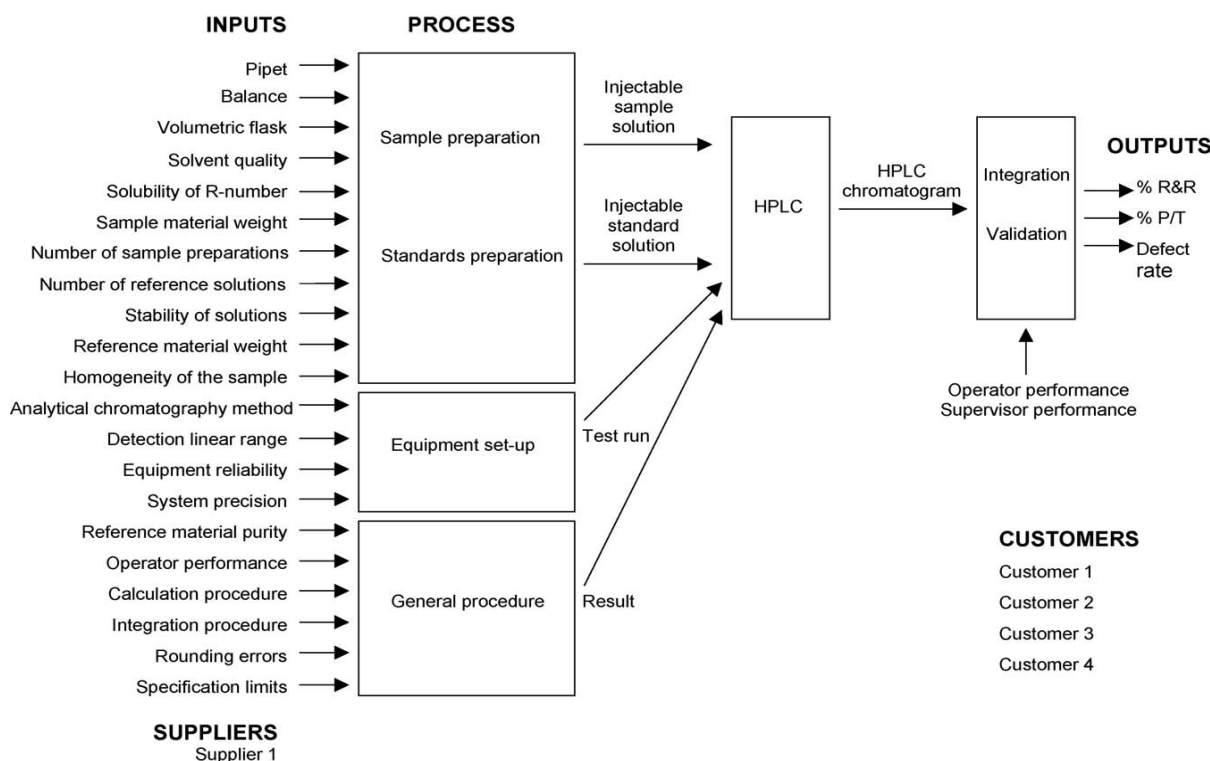 INPUTS
PROCESS
Pipet
Balance
Volumetric flask
Solvent quality
Solubility of R-number
Sample material weight
Number of sample preparations
Number of reference solutions
Stability of solutions
Reference material weight
Homogeneity of the sample
Analytical chromatography method
Detection linear range
Equipment reliability
System precision
Reference material purity
Operator performance
Calculation procedure
Integration procedure
Rounding errors
Specification limits
SUPPLIERS
Supplier 1
Sample preparation
Standards preparation
Equipment set-up
General procedure
Injectable
sample
solution
Injectable
standard
solution
Test run
Result
HPLC
HPLC
chromatogram
Integration
Validation
Operator performance
Supervisor performance
OUTPUTS
% R&R
% P/T
Defect
rate
CUSTOMERS
Customer 1
Customer 2
Customer 3
Customer 4